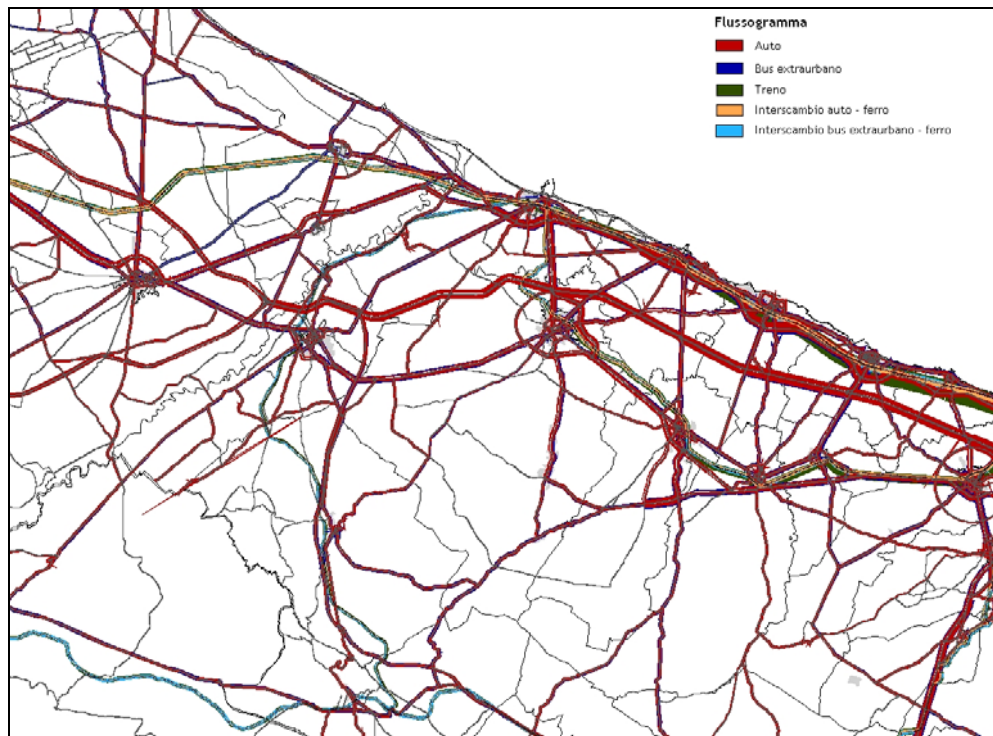 Flussogramma
Auto
Bus extraurbano
Treno
Interscambio auto - ferro
Interscambio bus extraurbano - ferro